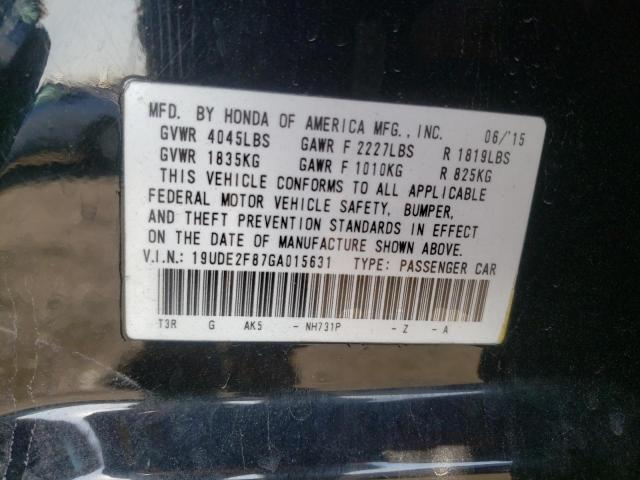 MFD. BY HONDA OF AMERICA MFG., INC. 06/'15
GVWR 4045LBS GAWR F 2227LBS R 1819LBS
GVWR 1835KG GAWR F 1010KG R 825KG
THIS VEHICLE CONFORMS TO ALL APPLICABLE
FEDERAL MOTOR VEHICLE SAFETY, BUMPER,
AND THEFT PREVENTION STANDARDS IN EFFECT
ON THE DATE OF MANUFACTURE SHOWN ABOVE.
V.I.N.: 19UDE2F87GA015631 TYPE: PASSENGER CAR
T3R G AK5 - NH731P - Z - A